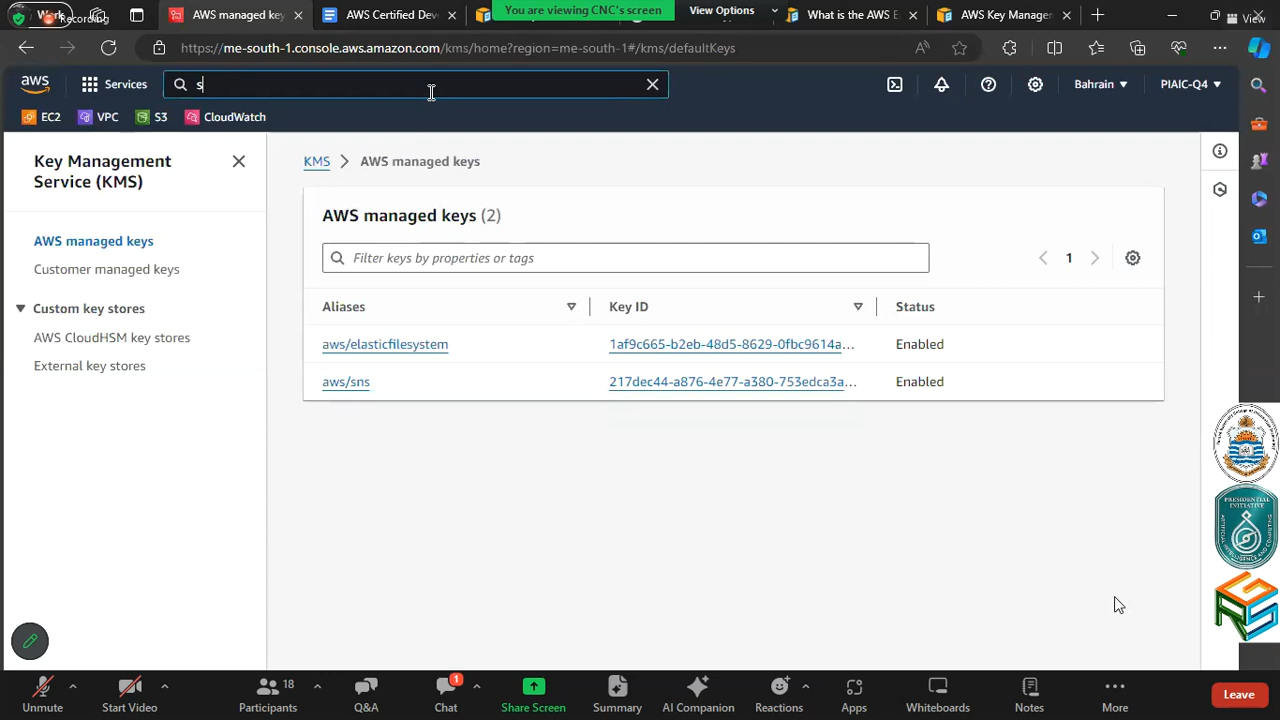 Recording
AWS managed key
AWS Certified Dev
You are viewing CNC's screen
View Options
What is the AWS E
AWS Key Manage
View
https://me-south-1.console.aws.amazon.com/kms/home?region=me-south-1#/kms/defaultKeys
aws
Services
s
Bahrain
PIAIC-Q4
EC2
VPC
S3
CloudWatch
Key Management
Service (KMS)
KMS
AWS managed keys
AWS managed keys (2)
AWS managed keys
Customer managed keys
Custom key stores
AWS CloudHSM key stores
External key stores
Filter keys by properties or tags
1
Aliases
Key ID
Status
aws/elasticfilesystem
1af9c665-b2eb-48d5-8629-0fbc9614a...
Enabled
aws/sns
217dec44-a876-4e77-a380-753edca3a...
Enabled
Unmute
Start Video
18
Participants
Q&A
1
Chat
Share Screen
Summary
AI Companion
Reactions
Apps
Whiteboards
Notes
More
Leave